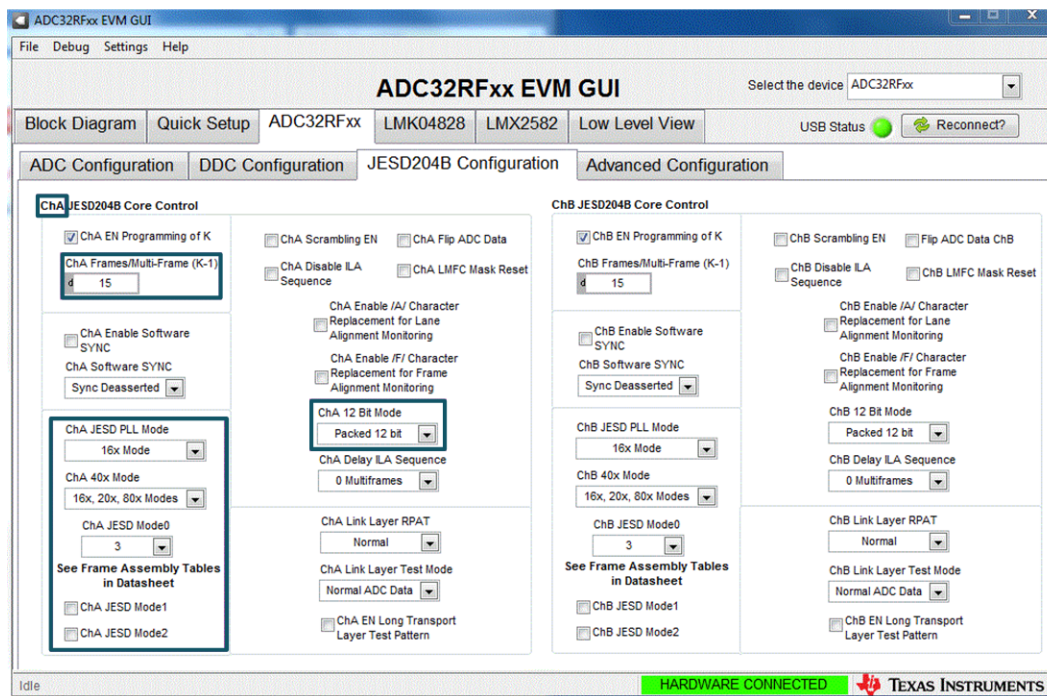 ADC32RFxx EVM GUI
File Debug Settings Help
ADC32RFxx EVM GUI
Select the device ADC32RFxx
Block Diagram Quick Setup ADC32RFxx LMK04828 LMX2582 Low Level View
USB Status Reconnect?
ADC Configuration DDC Configuration JESD204B Configuration Advanced Configuration
ChA JESD204B Core Control
ChA EN Programming of K
ChA Frames/Multi-Frame (K-1)
d 15
ChA Enable Software
SYNC
ChA Software SYNC
Sync Deasserted
ChA JESD PLL Mode
16x Mode
ChA 40x Mode
16x, 20x, 80x Modes
ChA JESD Mode0
3
See Frame Assembly Tables
in Datasheet
ChA JESD Mode1
ChA JESD Mode2
ChA Scrambling EN
ChA Flip ADC Data
ChA Disable ILA
Sequence
ChA LMFC Mask Reset
ChA Enable /A/ Character
Replacement for Lane
Alignment Monitoring
ChA Enable /F/ Character
Replacement for Frame
Alignment Monitoring
ChA 12 Bit Mode
Packed 12 bit
ChA Delay ILA Sequence
0 Multiframes
ChA Link Layer RPAT
Normal
ChA Link Layer Test Mode
Normal ADC Data
ChA EN Long Transport
Layer Test Pattern
ChB JESD204B Core Control
ChB EN Programming of K
ChB Frames/Multi-Frame (K-1)
d 15
ChB Enable Software
SYNC
ChB Software SYNC
Sync Deasserted
ChB JESD PLL Mode
16x Mode
ChB 40x Mode
16x, 20x, 80x Modes
ChB JESD Mode0
3
See Frame Assembly Tables
in Datasheet
ChB JESD Mode1
ChB JESD Mode2
ChB Scrambling EN
Flip ADC Data ChB
ChB Disable ILA
Sequence
ChB LMFC Mask Reset
ChB Enable /A/ Character
Replacement for Lane
Alignment Monitoring
ChB Enable /F/ Character
Replacement for Frame
Alignment Monitoring
ChB 12 Bit Mode
Packed 12 bit
ChB Delay ILA Sequence
0 Multiframes
ChB Link Layer RPAT
Normal
ChB Link Layer Test Mode
Normal ADC Data
ChB EN Long Transport
Layer Test Pattern
Idle
HARDWARE CONNECTED
TEXAS INSTRUMENTS